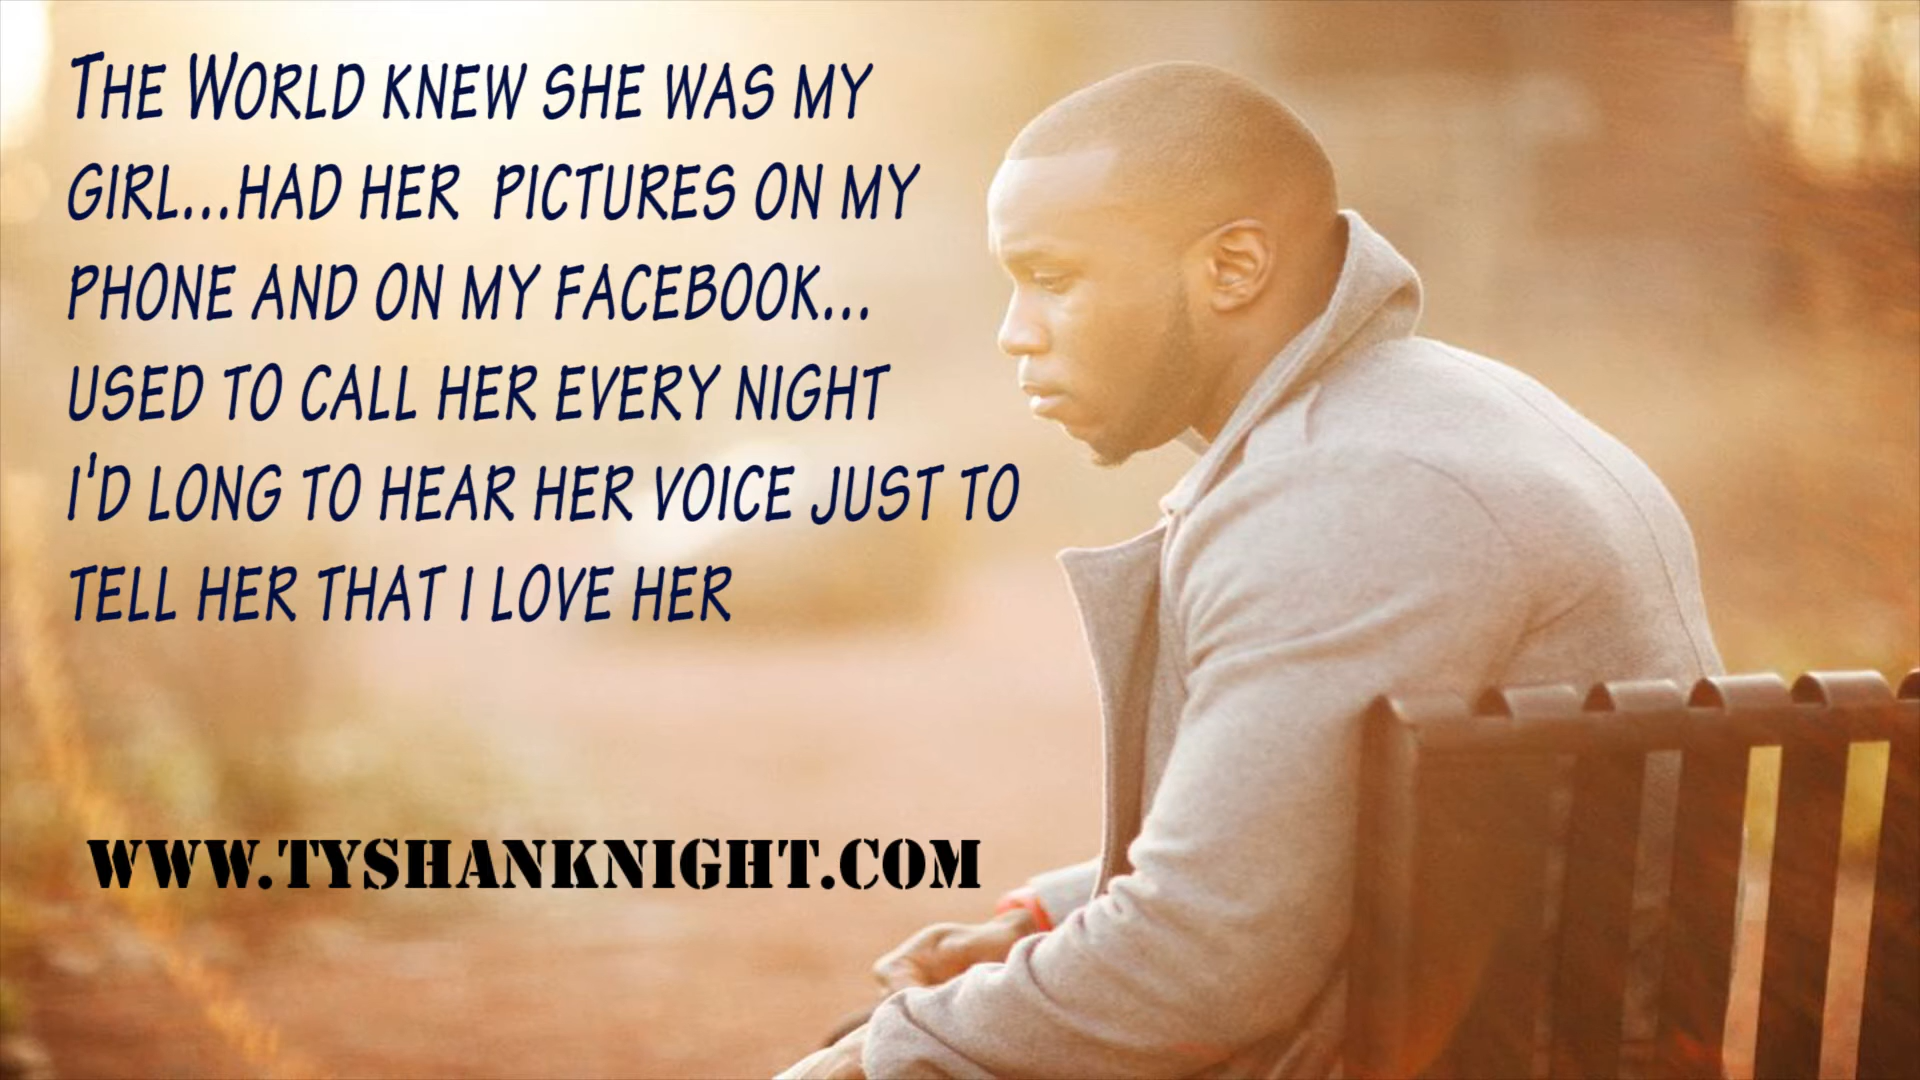 The World knew she was my
girl...had her pictures on my
phone and on my facebook...
used to call her every night
i'd long to hear her voice just to
tell her that i love her
WWW.TYSHANKNIGHT.COM